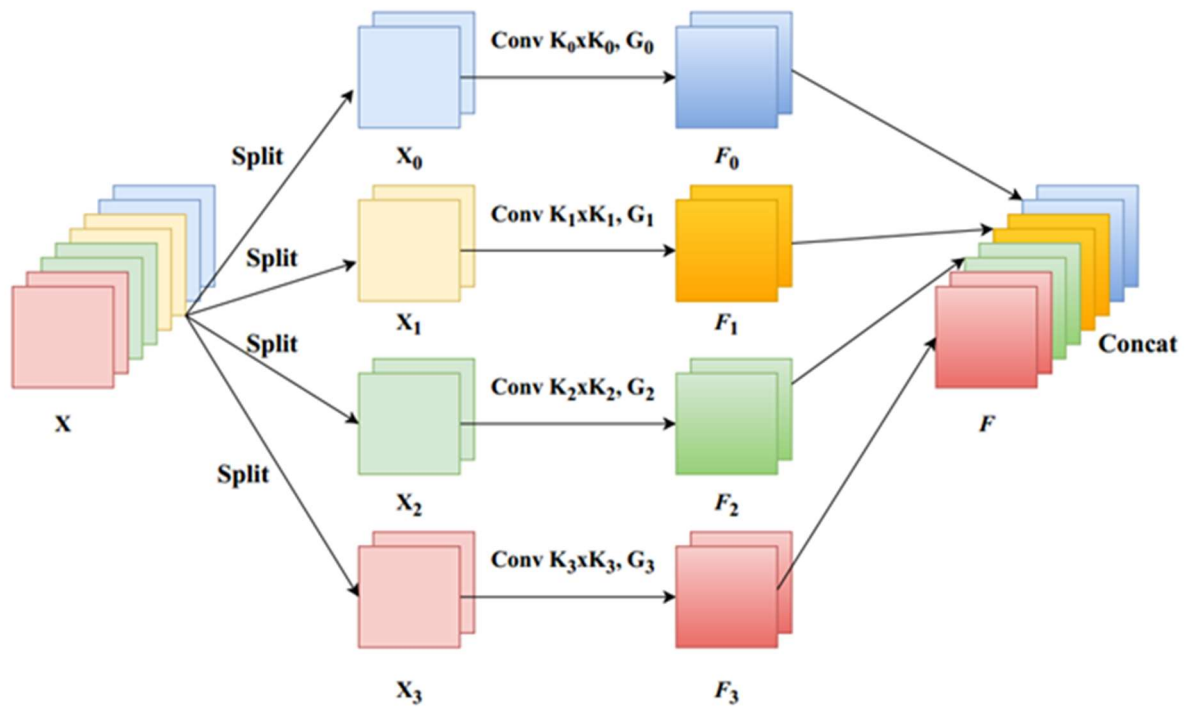 Conv K₀xK₀, G₀
Split
X₀
F₀
Conv K₁xK₁, G₁
Split
X₁
F₁
Split
Concat
Conv K₂xK₂, G₂
X
F
Split
X₂
F₂
Conv K₃xK₃, G₃
X₃
F₃